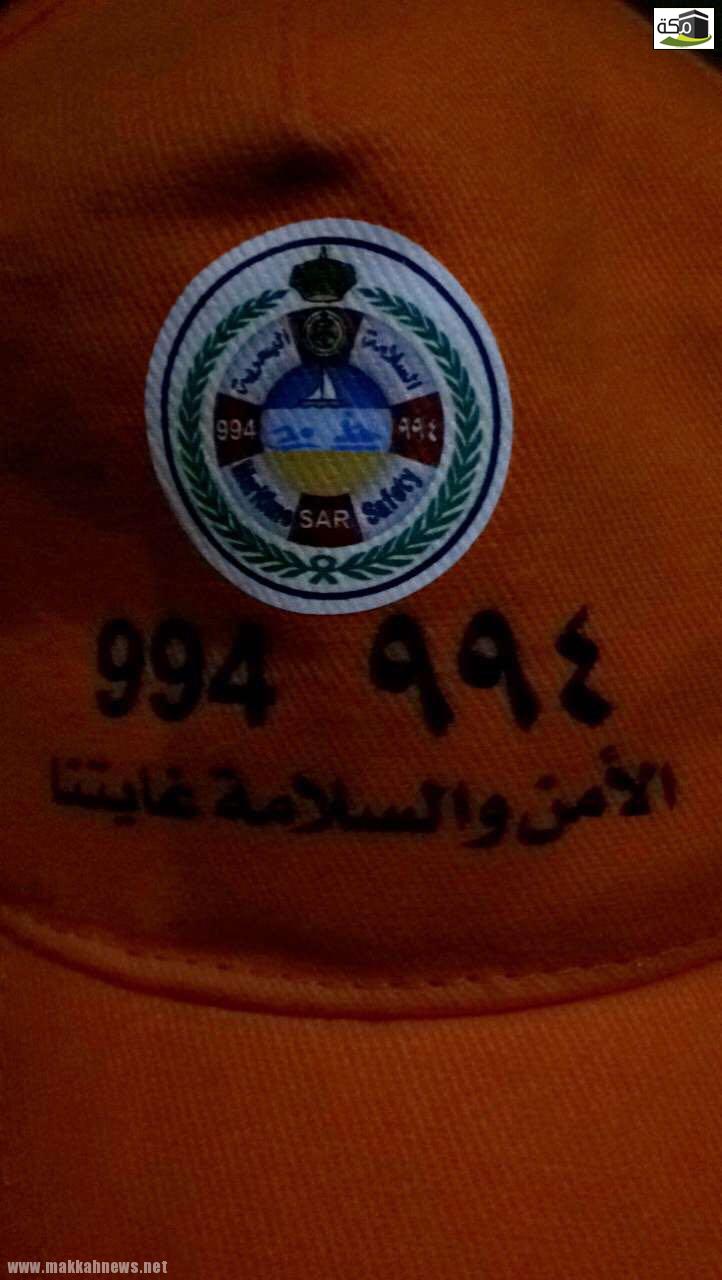 مكة
السلامة البحرية
994 ٩٩٤
Maritime Safety
SAR
994 ٩٩٤
الأمن والسلامة غايتنا
www.makkahnews.net